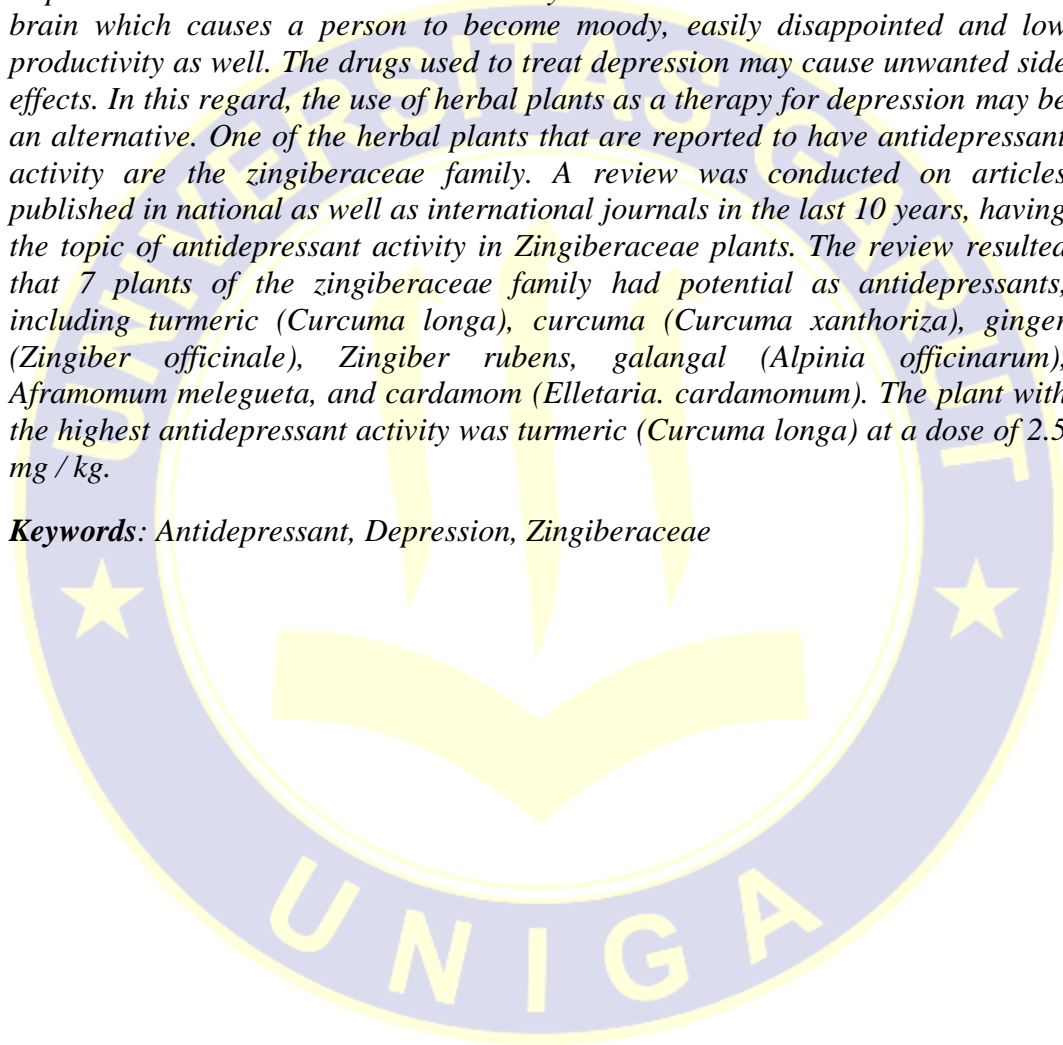 brain which causes a person to become moody, easily disappointed and low
productivity as well. The drugs used to treat depression may cause unwanted side
effects. In this regard, the use of herbal plants as a therapy for depression may be
an alternative. One of the herbal plants that are reported to have antidepressant
activity are the zingiberaceae family. A review was conducted on articles
published in national as well as international journals in the last 10 years, having
the topic of antidepressant activity in Zingiberaceae plants. The review resulted
that 7 plants of the zingiberaceae family had potential as antidepressants,
including turmeric (Curcuma longa), curcuma (Curcuma xanthoriza), ginger
(Zingiber officinale), Zingiber rubens, galangal (Alpinia officinarum),
Aframomum melegueta, and cardamom (Elletaria. cardamomum). The plant with
the highest antidepressant activity was turmeric (Curcuma longa) at a dose of 2.5
mg / kg.
Keywords: Antidepressant, Depression, Zingiberaceae
UNIVERSITAS GARUT
UNIGA